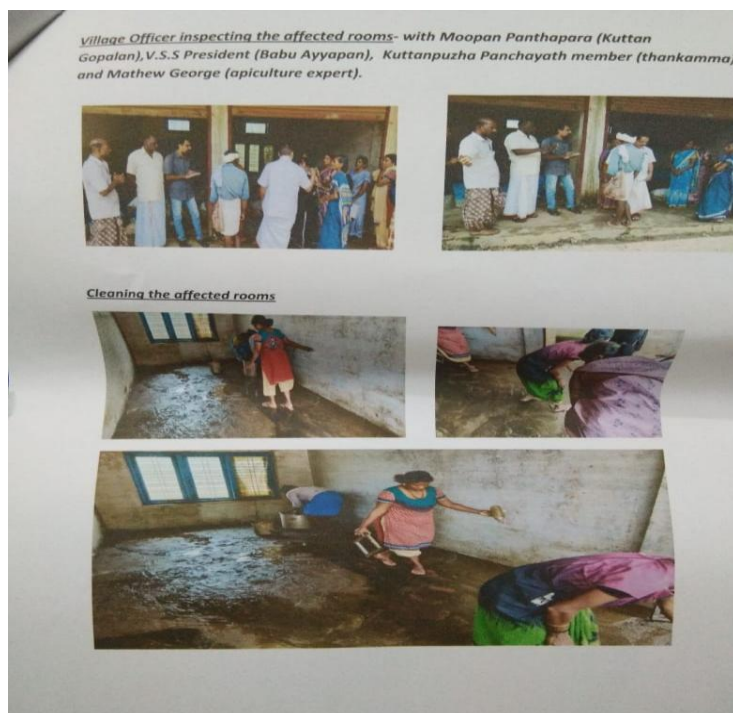 Village Officer inspecting the affected rooms- with Moopan Panthapara (Kuttan
Gopalan),V.S.S President (Babu Ayyapan), Kuttanpuzha Panchayath member (thankamma)
and Mathew George (apiculture expert).
Cleaning the affected rooms